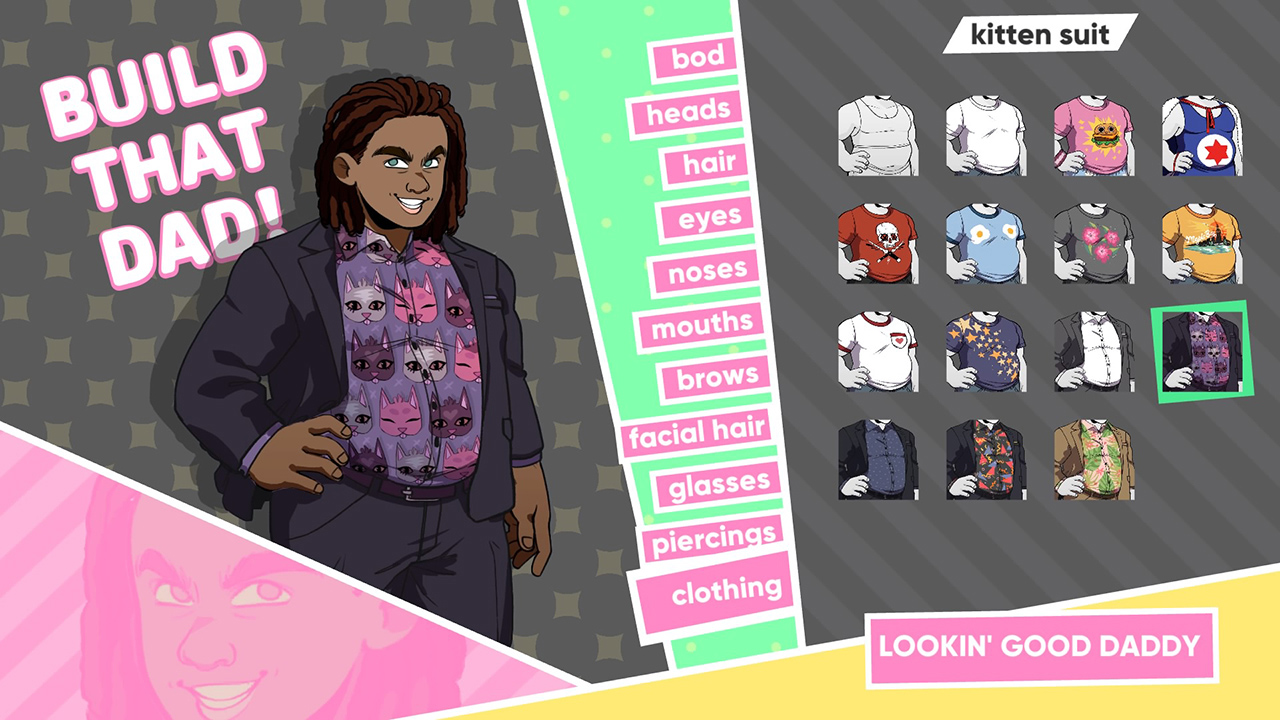 BUILD
THAT
DAD!
bod
heads
hair
eyes
noses
mouths
brows
facial hair
glasses
piercings
clothing
kitten suit
LOOKIN' GOOD DADDY